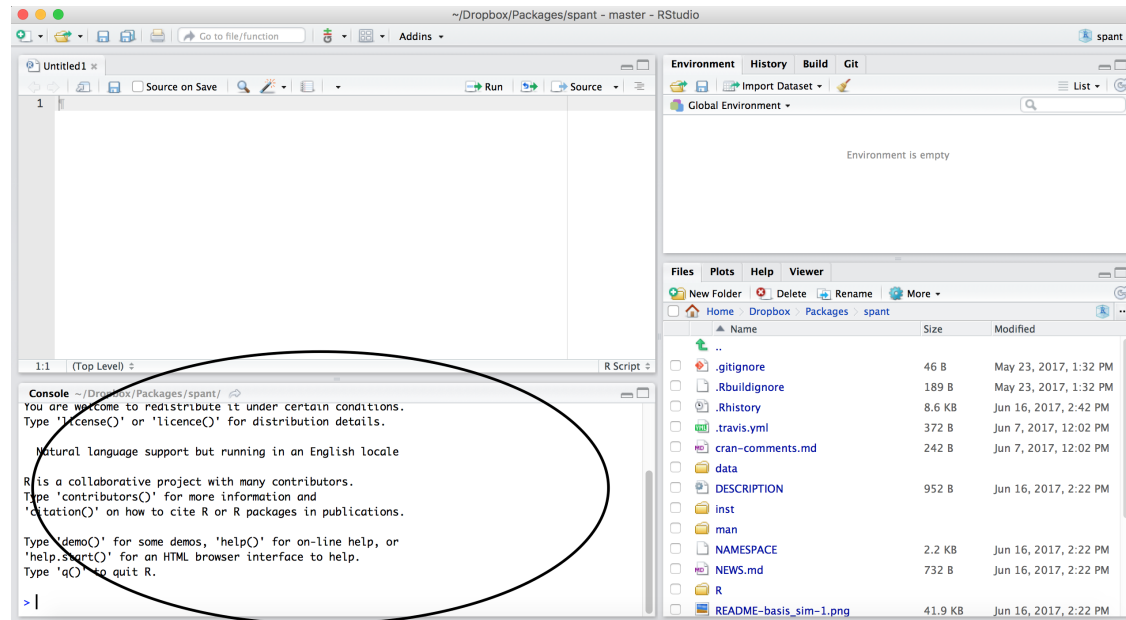 ~/Dropbox/Packages/spant - master - RStudio
Go to file/function Addins spant
Untitled1
Source on Save Run Source
1
1:1 (Top Level) R Script
Console ~/Dropbox/Packages/spant/
You are welcome to redistribute it under certain conditions.
Type 'license()' or 'licence()' for distribution details.
Natural language support but running in an English locale
R is a collaborative project with many contributors.
Type 'contributors()' for more information and
'citation()' on how to cite R or R packages in publications.
Type 'demo()' for some demos, 'help()' for on-line help, or
'help.start()' for an HTML browser interface to help.
Type 'q()' to quit R.
>
Environment History Build Git
Import Dataset List
Global Environment
Environment is empty
Files Plots Help Viewer
New Folder Delete Rename More
Home Dropbox Packages spant
Name Size Modified
..
.gitignore 46 B May 23, 2017, 1:32 PM
.Rbuildignore 189 B May 23, 2017, 1:32 PM
.Rhistory 8.6 KB Jun 16, 2017, 2:42 PM
.travis.yml 372 B Jun 7, 2017, 12:02 PM
cran-comments.md 242 B Jun 7, 2017, 12:02 PM
data
DESCRIPTION 952 B Jun 16, 2017, 2:22 PM
inst
man
NAMESPACE 2.2 KB Jun 16, 2017, 2:22 PM
NEWS.md 732 B Jun 16, 2017, 2:22 PM
R
README-basis_sim-1.png 41.9 KB Jun 16, 2017, 2:22 PM